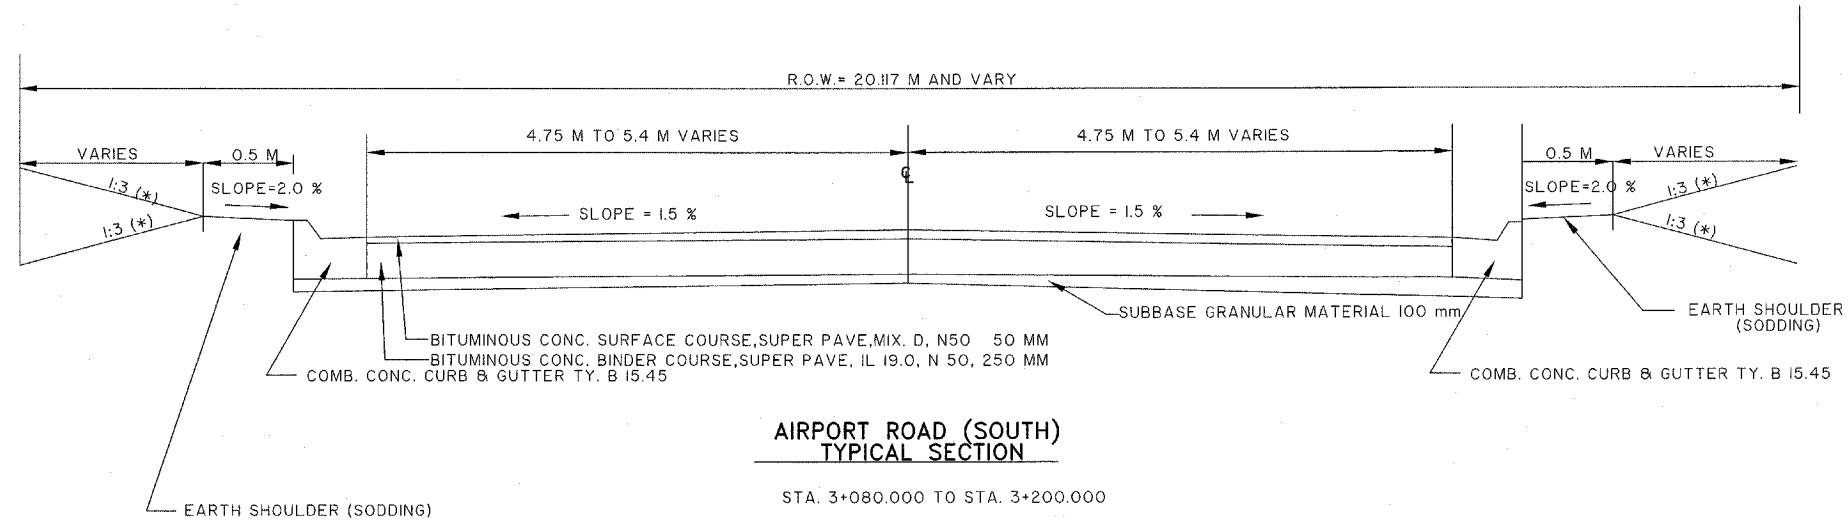 R.O.W.= 20.117 M AND VARY
4.75 M TO 5.4 M VARIES
4.75 M TO 5.4 M VARIES
VARIES
0.5 M
0.5 M
VARIES
℄
1:3 (*)
SLOPE=2.0 %
SLOPE=2.0 %
1:3 (*)
SLOPE = 1.5 %
SLOPE = 1.5 %
1:3 (*)
1:3 (*)
SUBBASE GRANULAR MATERIAL 100 mm
EARTH SHOULDER
(SODDING)
BITUMINOUS CONC. SURFACE COURSE,SUPER PAVE,MIX. D, N50 50 MM
BITUMINOUS CONC. BINDER COURSE,SUPER PAVE, IL 19.0, N 50, 250 MM
COMB. CONC. CURB & GUTTER TY. B 15.45
COMB. CONC. CURB & GUTTER TY. B 15.45
AIRPORT ROAD (SOUTH)
TYPICAL SECTION
STA. 3+080.000 TO STA. 3+200.000
EARTH SHOULDER (SODDING)